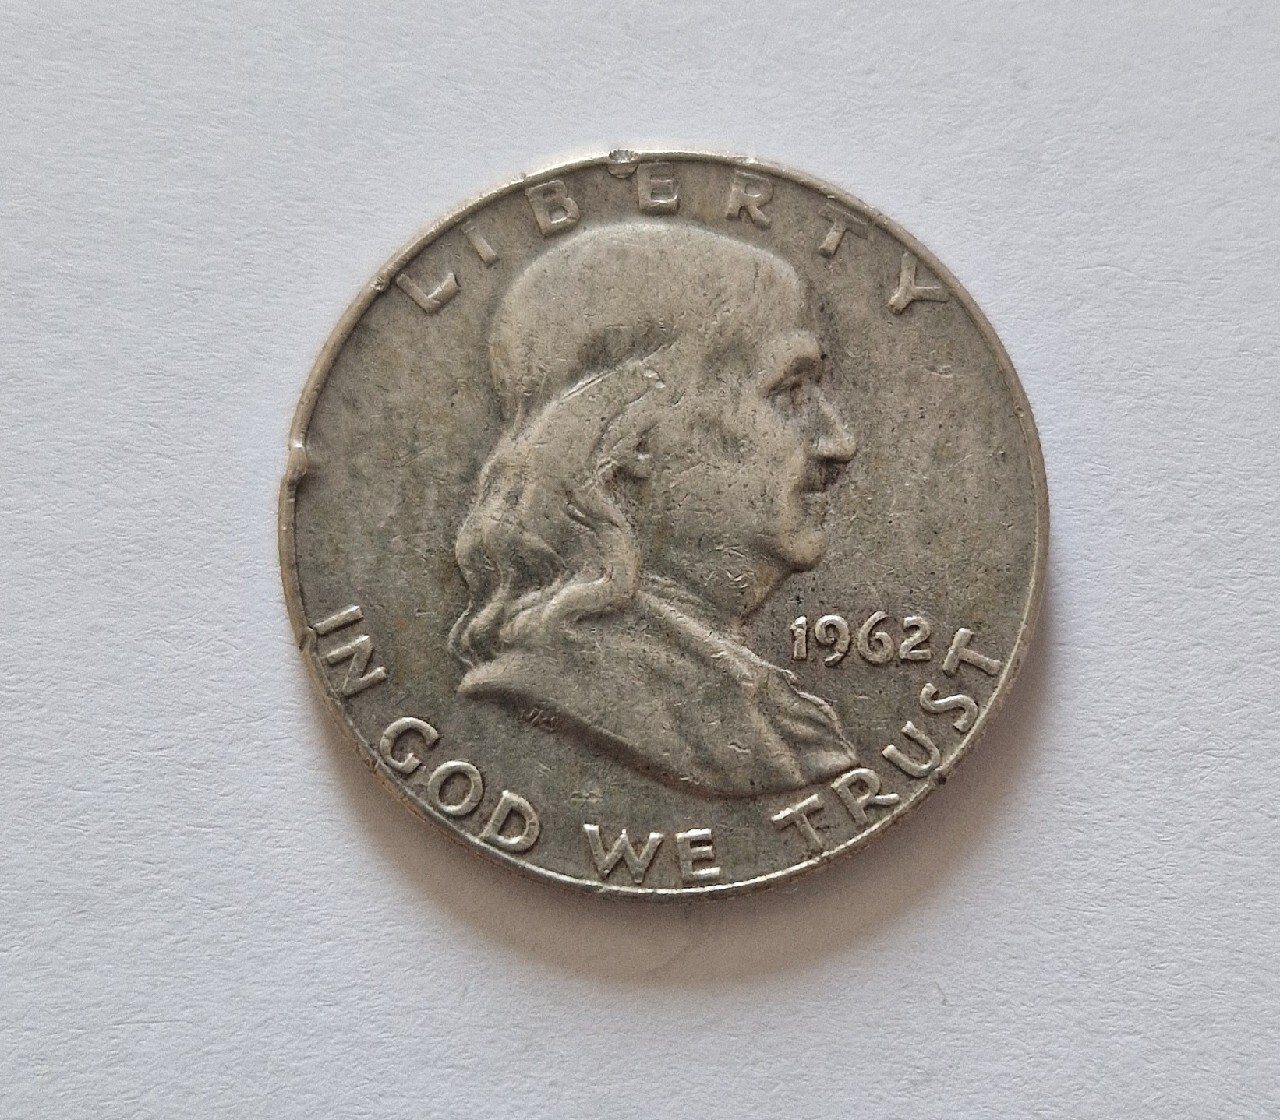 LIBERTY
1962
IN GOD WE TRUST